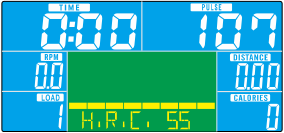 TIME PULSE
0:00 107
RPM DISTANCE
0.0 0.00
LOAD CALORIES
1 0
H.R.C. 55